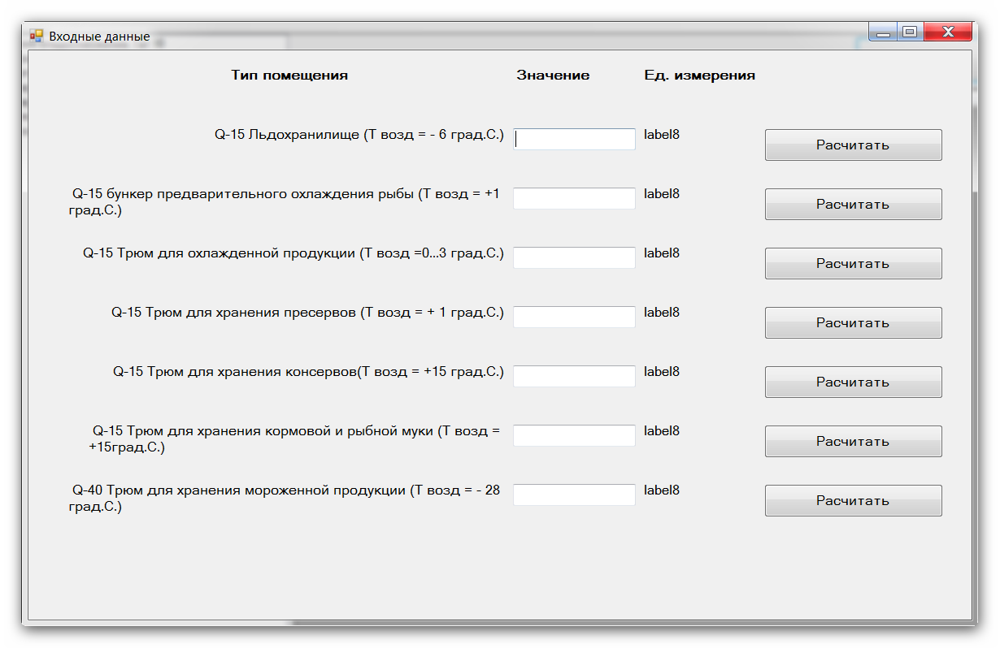 Входные данные
Тип помещения Значение Ед. измерения
Q-15 Льдохранилище (Т возд = - 6 град.С.) label8 Расчитать
Q-15 бункер предварительного охлаждения рыбы (Т возд = +1 label8 Расчитать
град.С.)
Q-15 Трюм для охлажденной продукции (Т возд =0...3 град.С.) label8 Расчитать
Q-15 Трюм для хранения пресервов (Т возд = + 1 град.С.) label8 Расчитать
Q-15 Трюм для хранения консервов(Т возд = +15 град.С.) label8 Расчитать
Q-15 Трюм для хранения кормовой и рыбной муки (Т возд = label8 Расчитать
+15град.С.)
Q-40 Трюм для хранения мороженной продукции (Т возд = - 28 label8 Расчитать
град.С.)